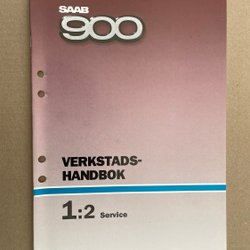 SAAB
900
VERKSTADS-
HANDBOK
1:2 Service